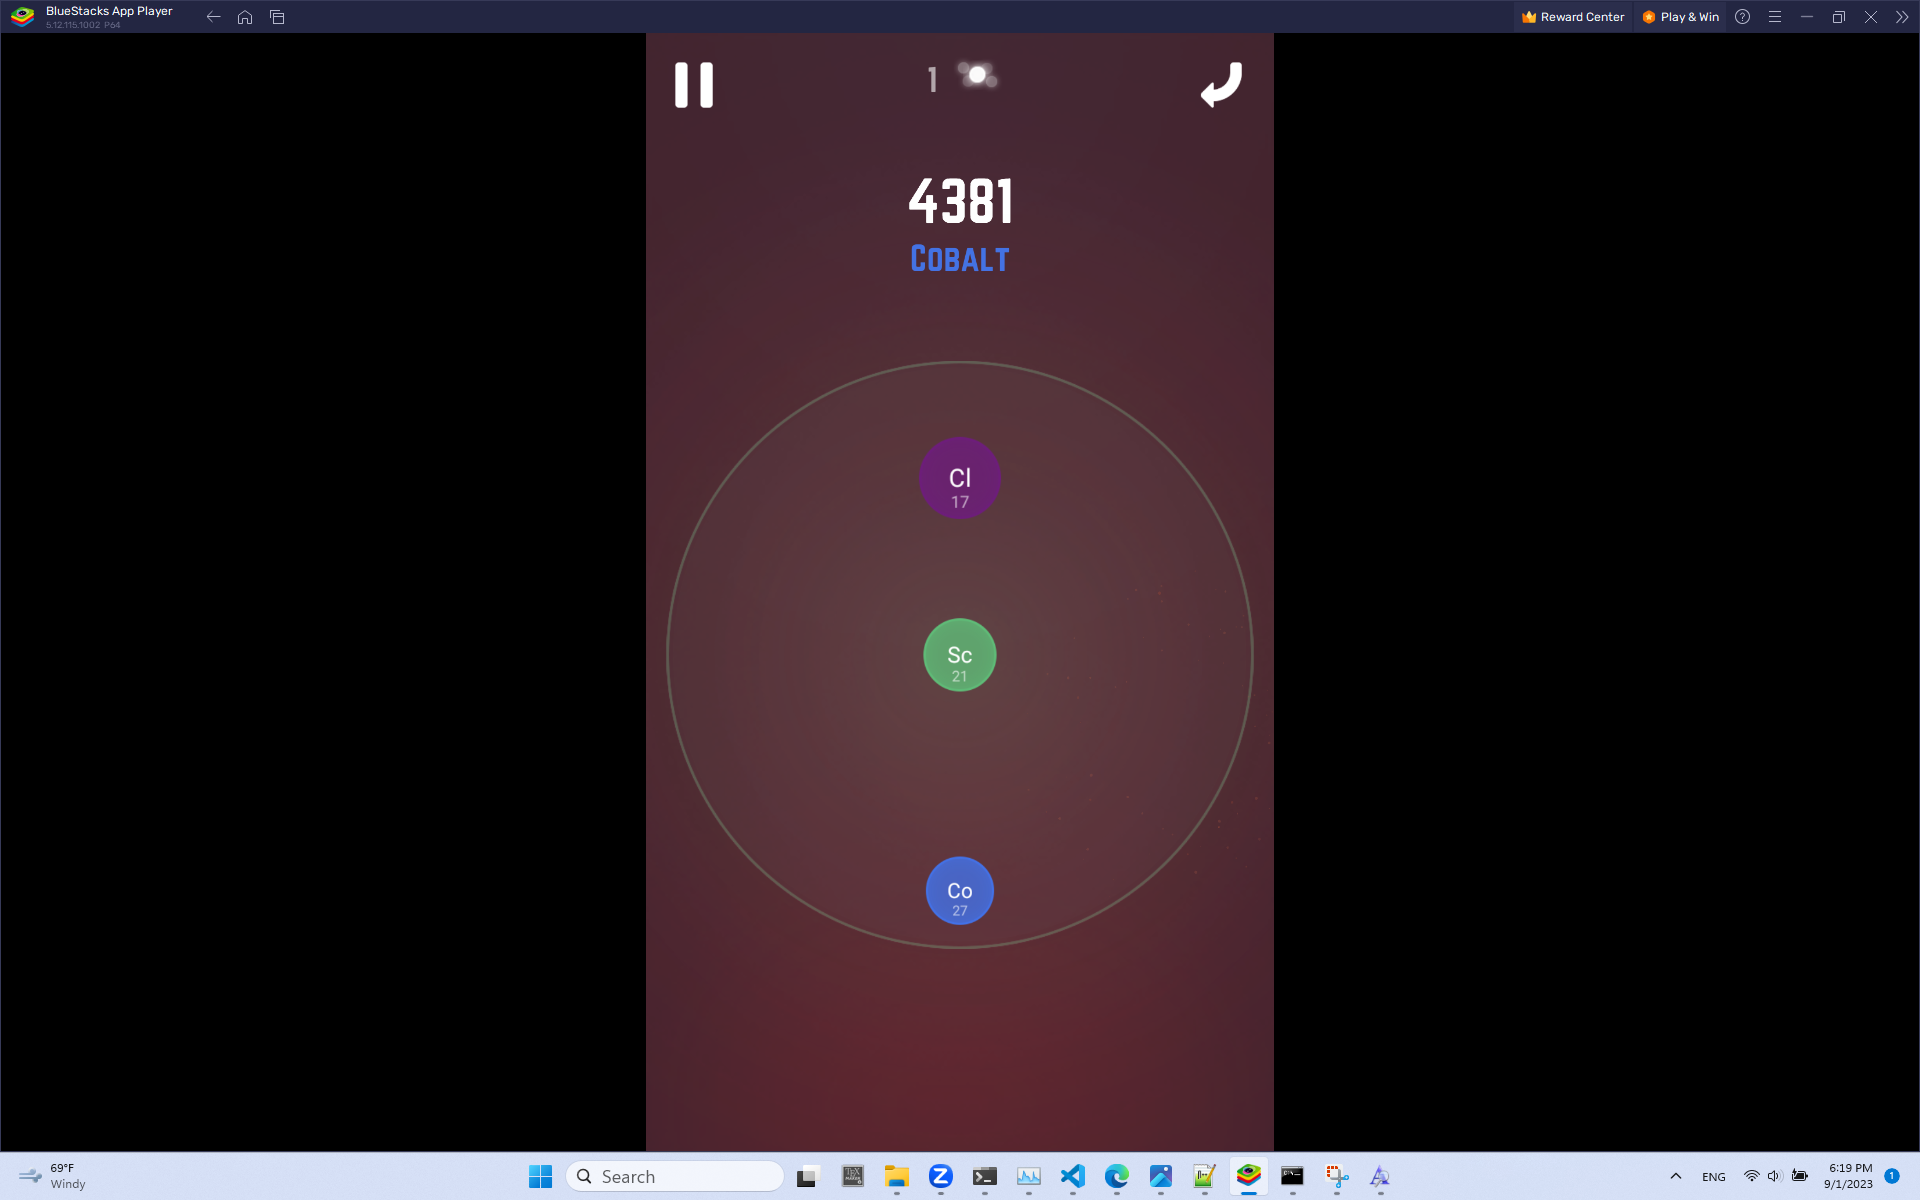 BlueStacks App Player
5.12.115.1002 P64
Reward Center
Play & Win
1
4381
COBALT
Cl
17
Sc
21
Co
27
69°F
Windy
Search
ENG
6:19 PM
9/1/2023
1